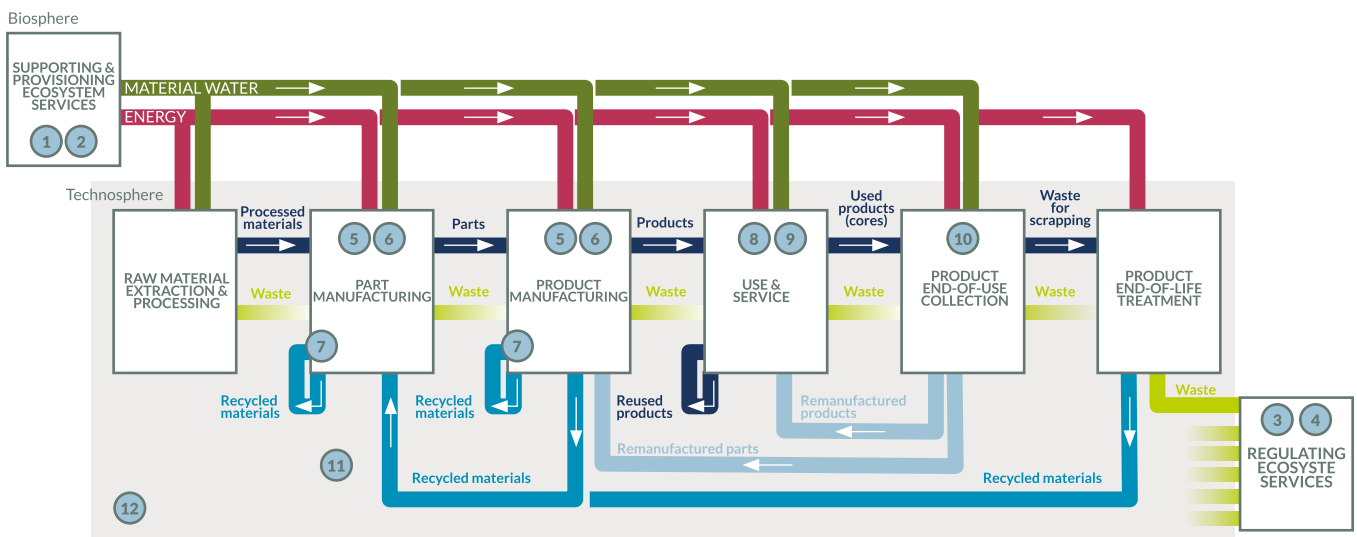 Biosphere
SUPPORTING &
PROVISIONING
ECOSYSTEM
SERVICES
1 2
MATERIAL WATER
ENERGY
Technosphere
RAW MATERIAL
EXTRACTION &
PROCESSING
Processed
materials
Waste
5 6
PART
MANUFACTURING
7
Recycled
materials
Parts
Waste
5 6
PRODUCT
MANUFACTURING
7
Recycled
materials
Products
Waste
8 9
USE &
SERVICE
Reused
products
Used
products
(cores)
Waste
10
PRODUCT
END-OF-USE
COLLECTION
Waste
for
scrapping
Waste
PRODUCT
END-OF-LIFE
TREATMENT
Remanufactured
products
Remanufactured parts
Recycled materials
Recycled materials
Waste
3 4
REGULATING
ECOSYSTE
SERVICES
11
12